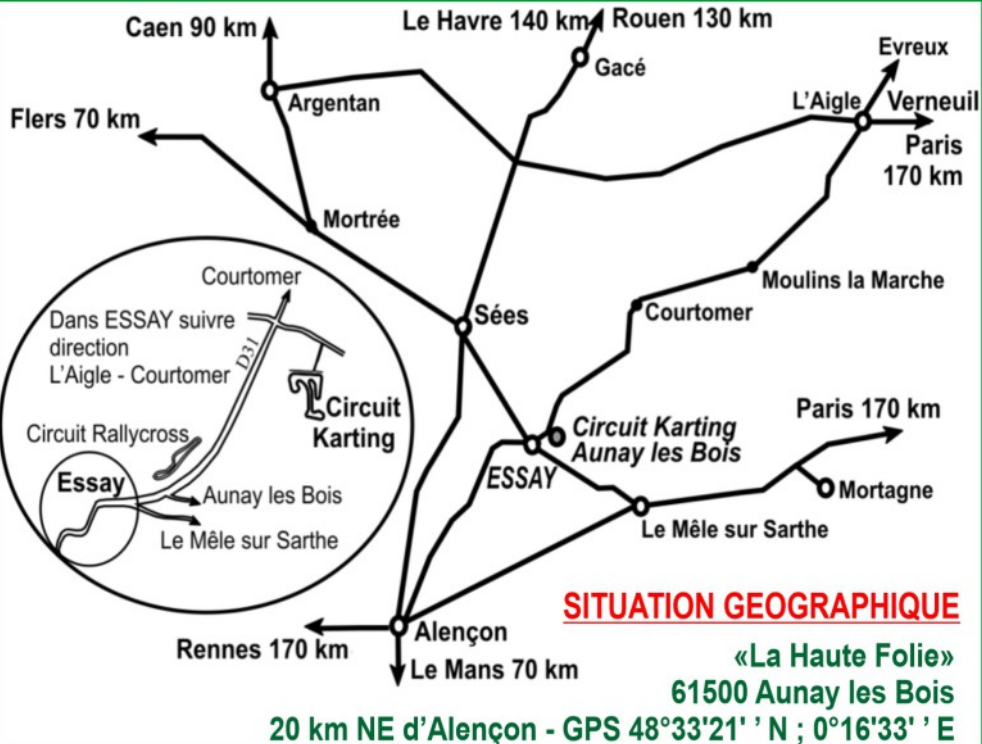 Caen 90 km
Le Havre 140 km
Rouen 130 km
Gacé
Evreux
Argentan
L'Aigle
Verneuil
Flers 70 km
Paris
170 km
Mortrée
Moulins la Marche
Courtomer
Sées
Courtomer
Dans ESSAY suivre
direction
L'Aigle - Courtomer
D31
Circuit
Karting
Circuit Rallycross
Essay
Aunay les Bois
Le Mêle sur Sarthe
Paris 170 km
Circuit Karting
Aunay les Bois
ESSAY
Mortagne
Le Mêle sur Sarthe
Alençon
Rennes 170 km
Le Mans 70 km
SITUATION GEOGRAPHIQUE
«La Haute Folie»
61500 Aunay les Bois
20 km NE d'Alençon - GPS 48°33'21' ' N ; 0°16'33' ' E